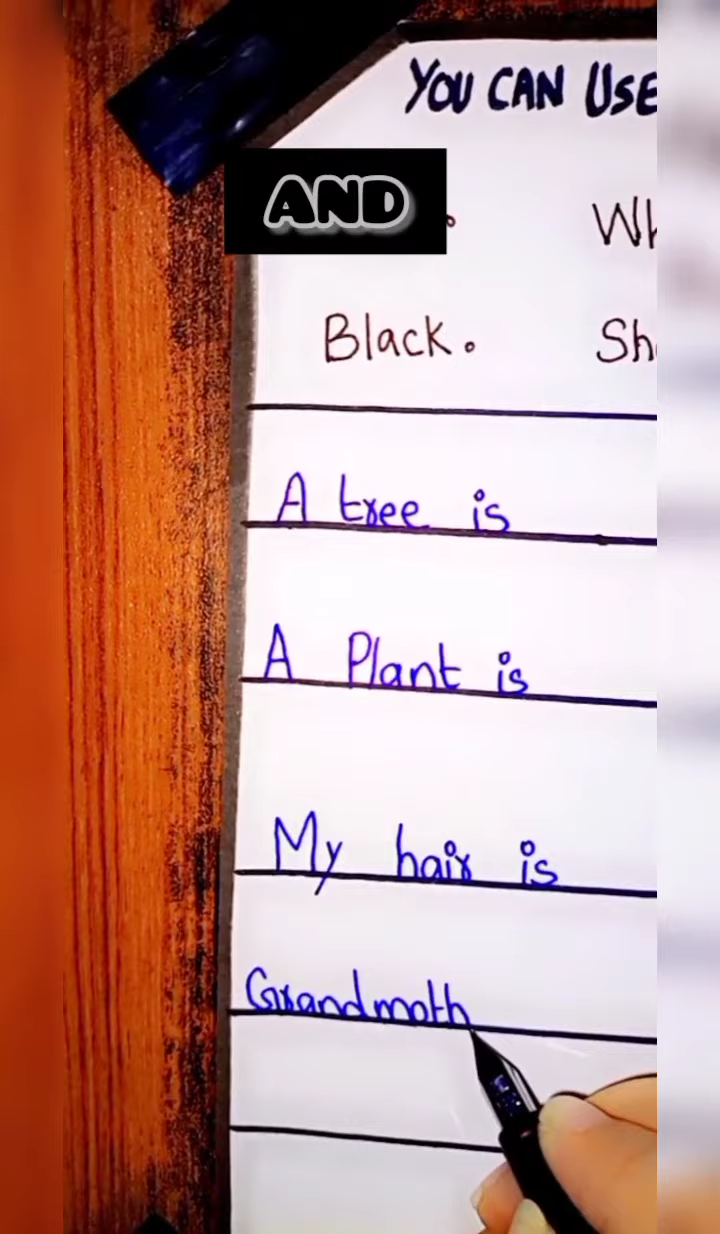 YOU CAN USE
AND
Black.
A tree is
A Plant is
My hair is
Grandmoth